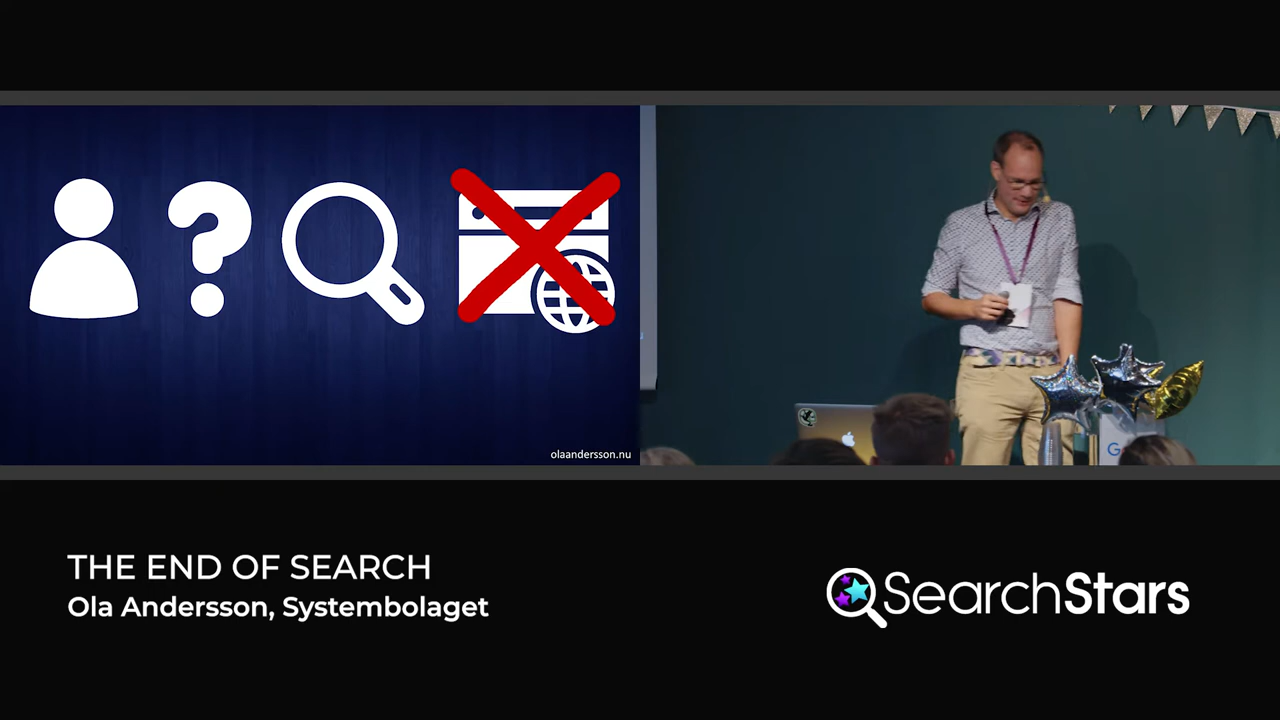 olaandersson.nu
G
THE END OF SEARCH
Ola Andersson, Systembolaget
SearchStars